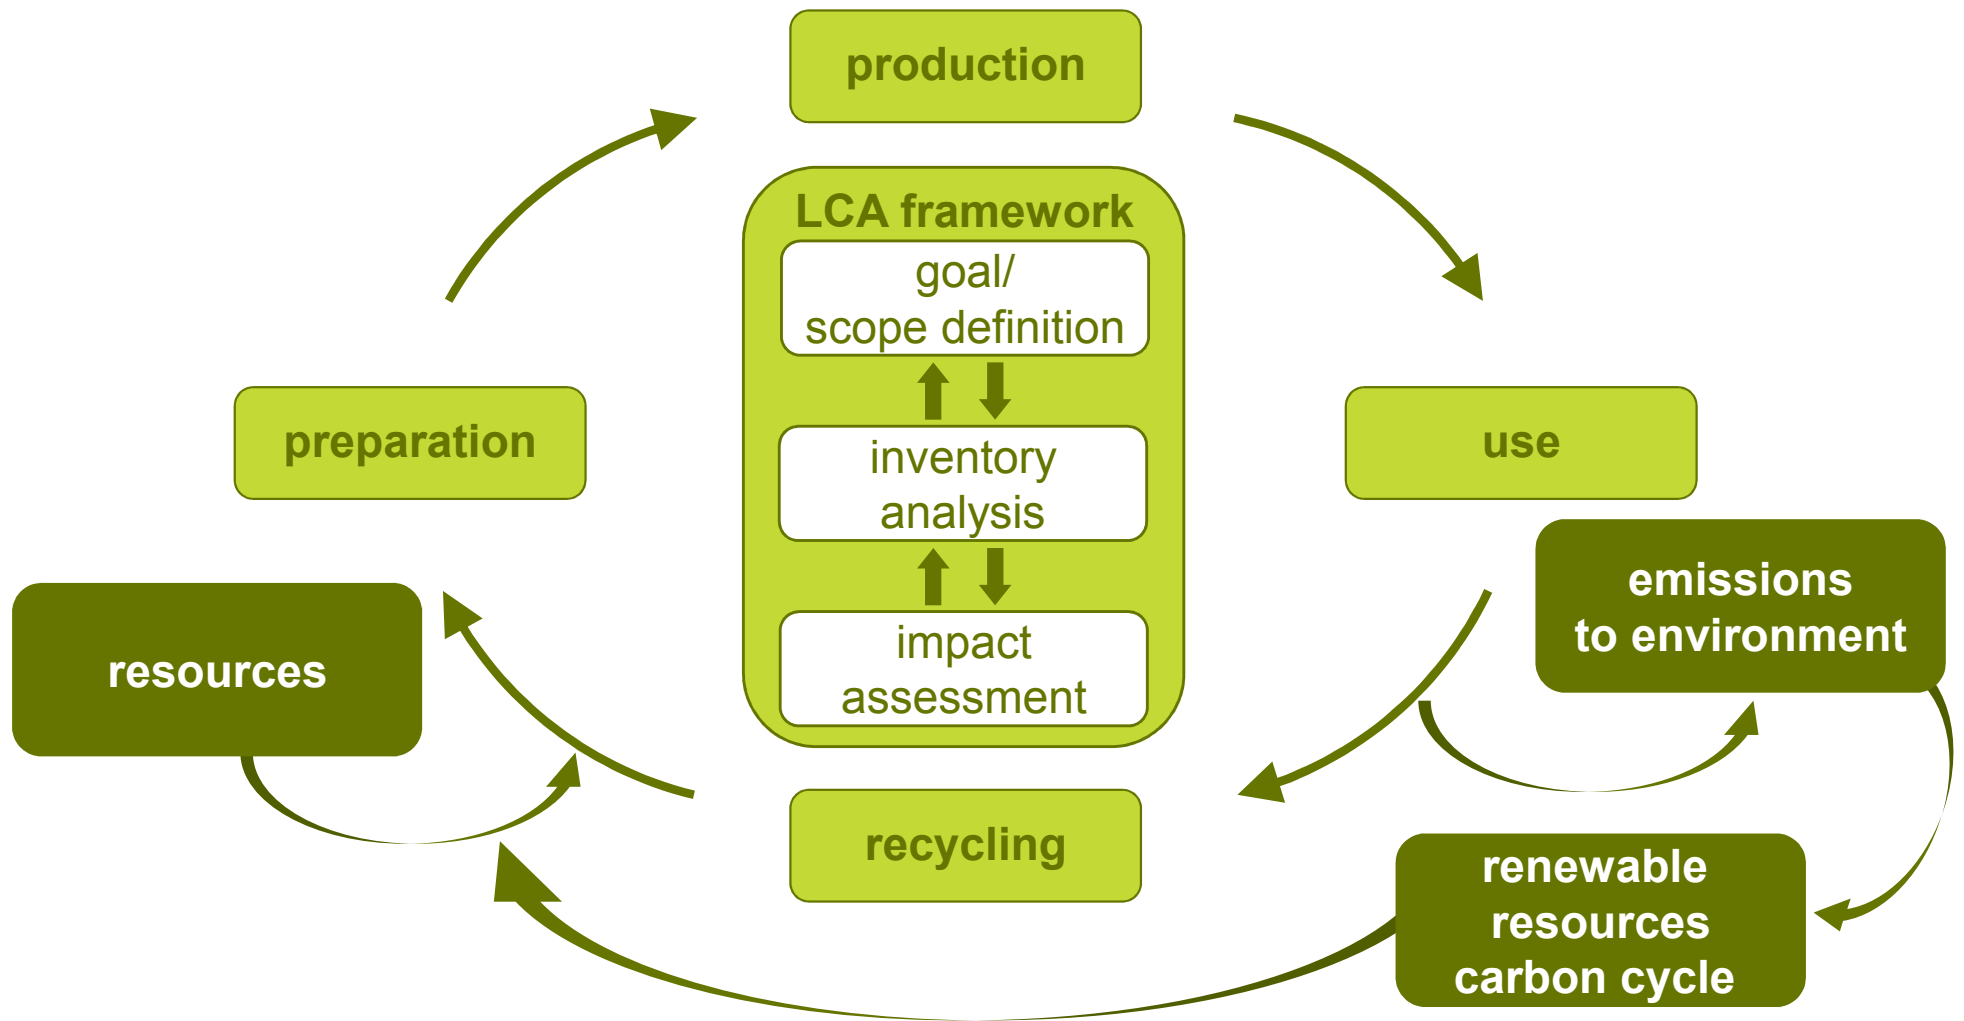 production
LCA framework
goal/
scope definition
preparation
inventory
analysis
use
impact
assessment
resources
emissions
to environment
recycling
renewable
resources
carbon cycle